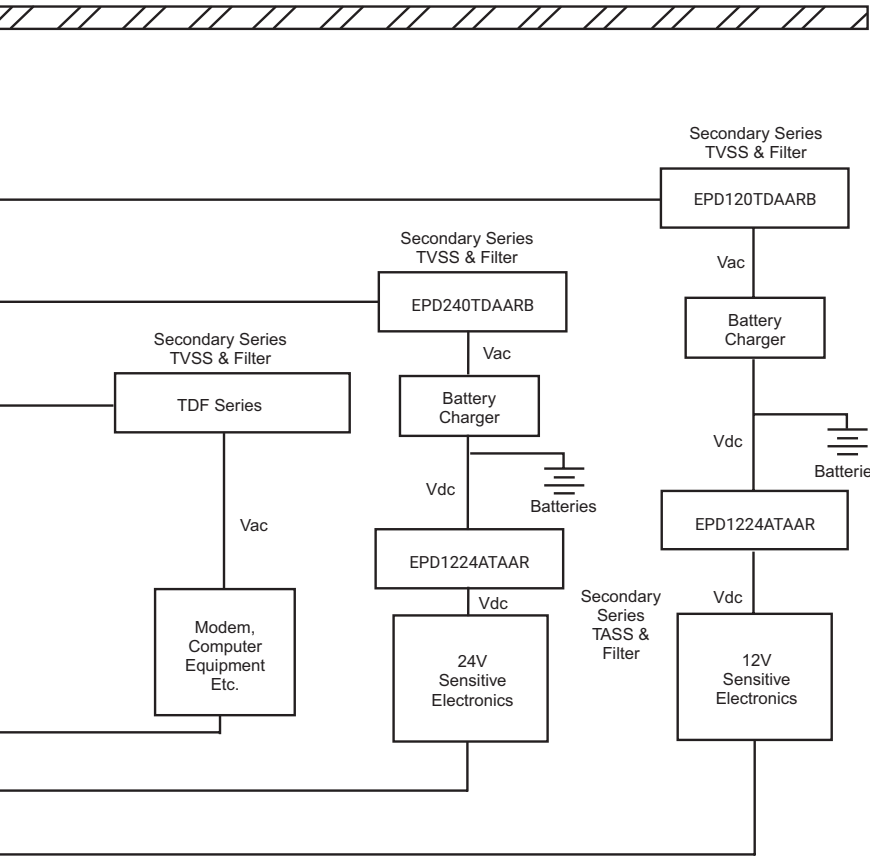 Secondary Series
TVSS & Filter
EPD120TDAARB
Vac
Battery
Charger
Vdc
Batterie
EPD1224ATAAR
Vdc
12V
Sensitive
Electronics
Secondary Series
TVSS & Filter
EPD240TDAARB
Vac
Battery
Charger
Vdc
Batteries
EPD1224ATAAR
Vdc
24V
Sensitive
Electronics
Secondary
Series
TASS &
Filter
Secondary Series
TVSS & Filter
TDF Series
Vac
Modem,
Computer
Equipment
Etc.